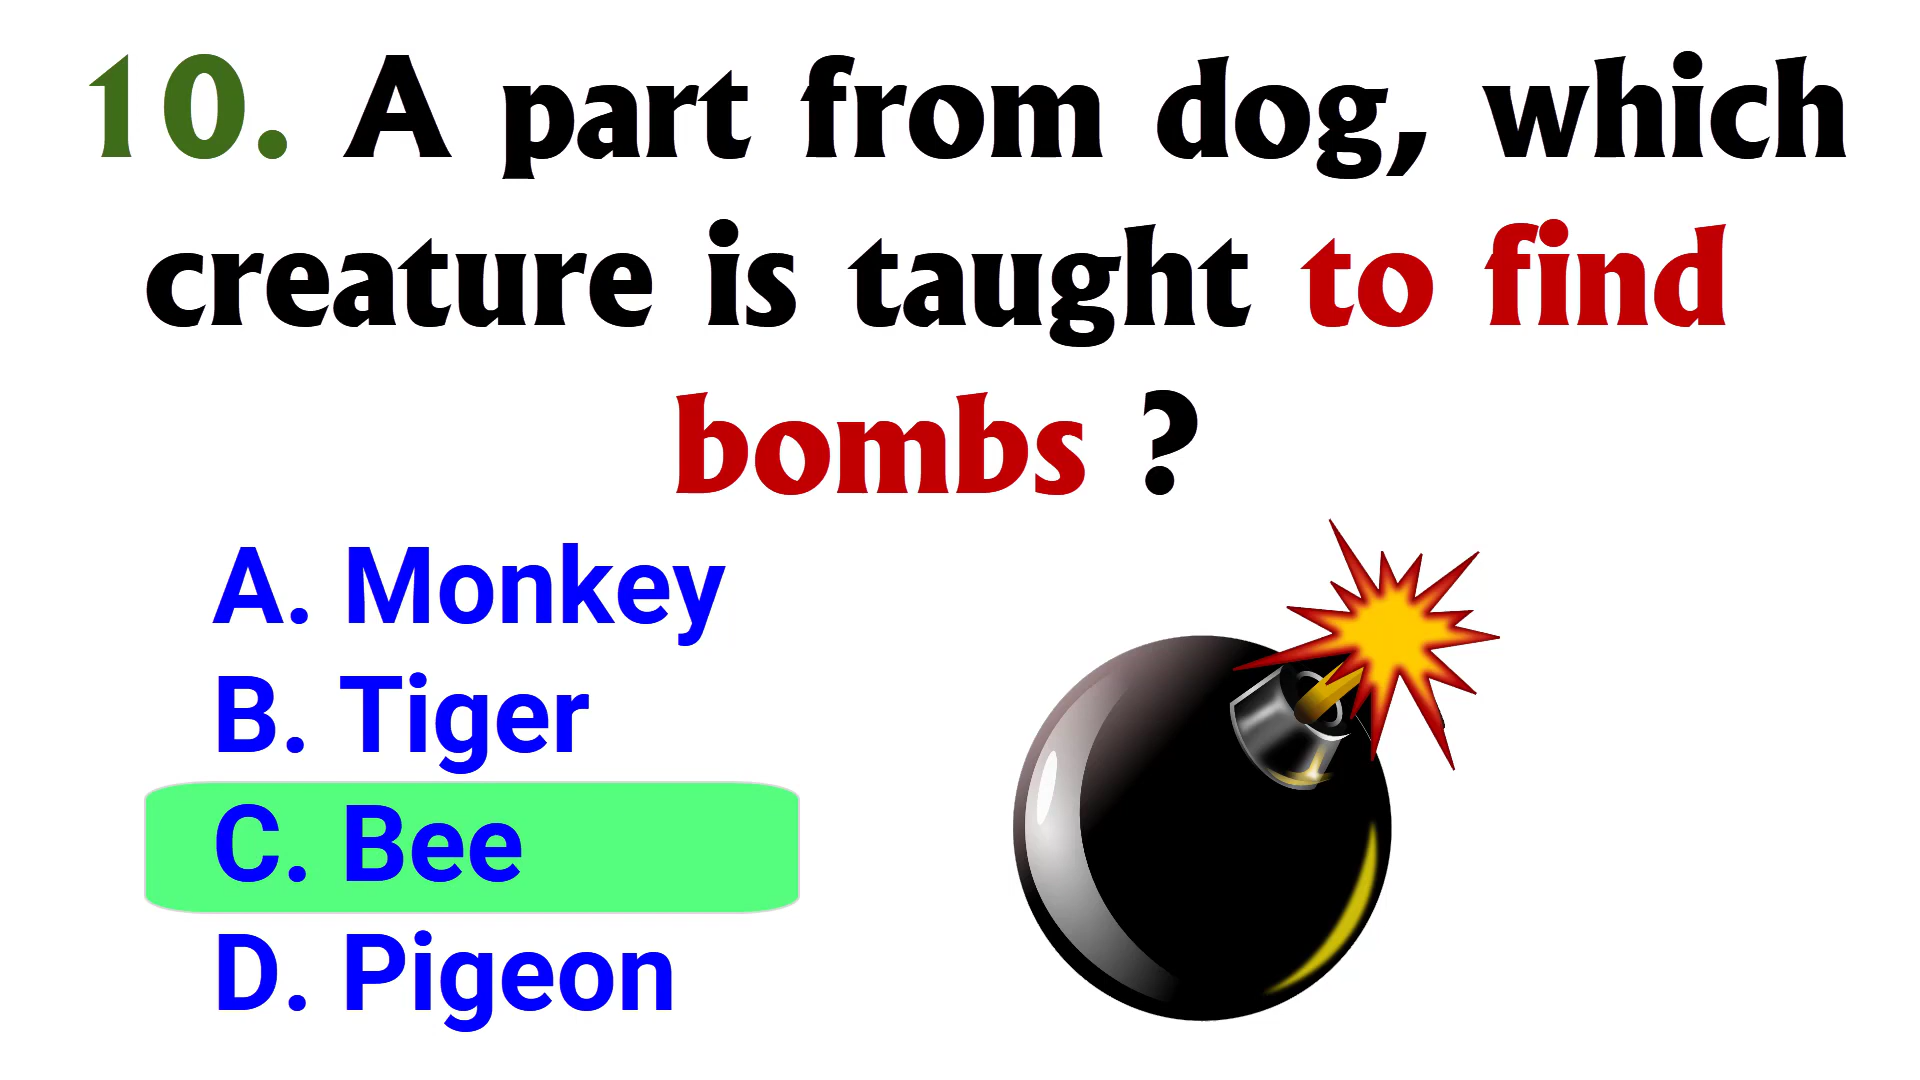 10. A part from dog, which
creature is taught to find
bombs ?
A. Monkey
B. Tiger
C. Bee
D. Pigeon